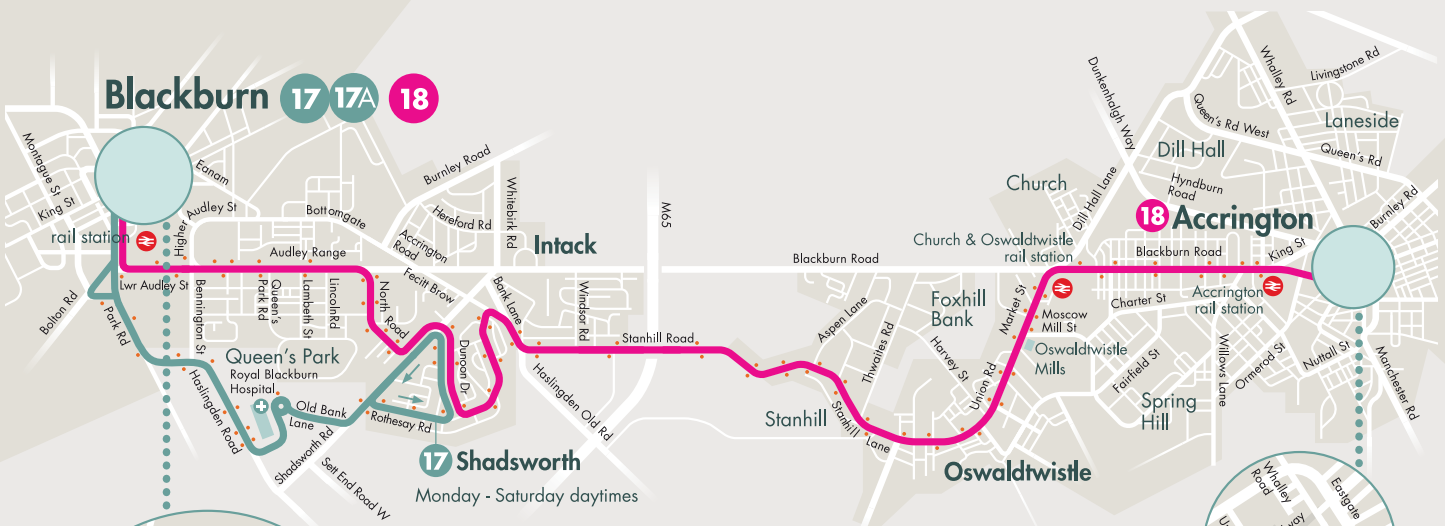 Blackburn 17 17A 18
Montague St
King St
rail station
Eanam
Higher
Audley St
Bottomgate
Burnley Road
Hereford Rd
Accrington
Road
Whitebirk Rd
Intack
M65
Audley Range
Lwr Audley St
Bolton Rd
Park Rd
Bennington St
Queen's
Park Rd
Lambeth St
Lincoln Rd
North Road
Fecitt Brow
Bank Lane
Windsor Rd
Dunoon Dr
Stanhill Road
Queen's Park
Royal Blackburn
Hospital
Haslingden Road
Old Bank
Lane
Rothesay Rd
Shadsworth Rd
Sett End Road W
Haslingden Old Rd
17 Shadsworth
Monday - Saturday daytimes
Blackburn Road
Aspen Lane
Thwaites Rd
Stanhill
Stanhill
Lane
Foxhill
Bank
Harvey St
Union Rd
Market St
Oswaldtwistle
Church
Church & Oswaldtwistle
rail station
Moscow
Mill St
Oswaldtwistle
Mills
Dunkenhalgh Way
Dill Hall Lane
Dill Hall
Queen's Rd West
Hyndburn
Road
Whalley Rd
Livingstone Rd
Laneside
Queen's Rd
Burnley Rd
18 Accrington
Blackburn Road
King St
Accrington
rail station
Charter St
Fairfield St
Spring
Hill
Willows Lane
Ormerod St
Nuttall St
Manchester Rd
Whalley
Road
Eastgate